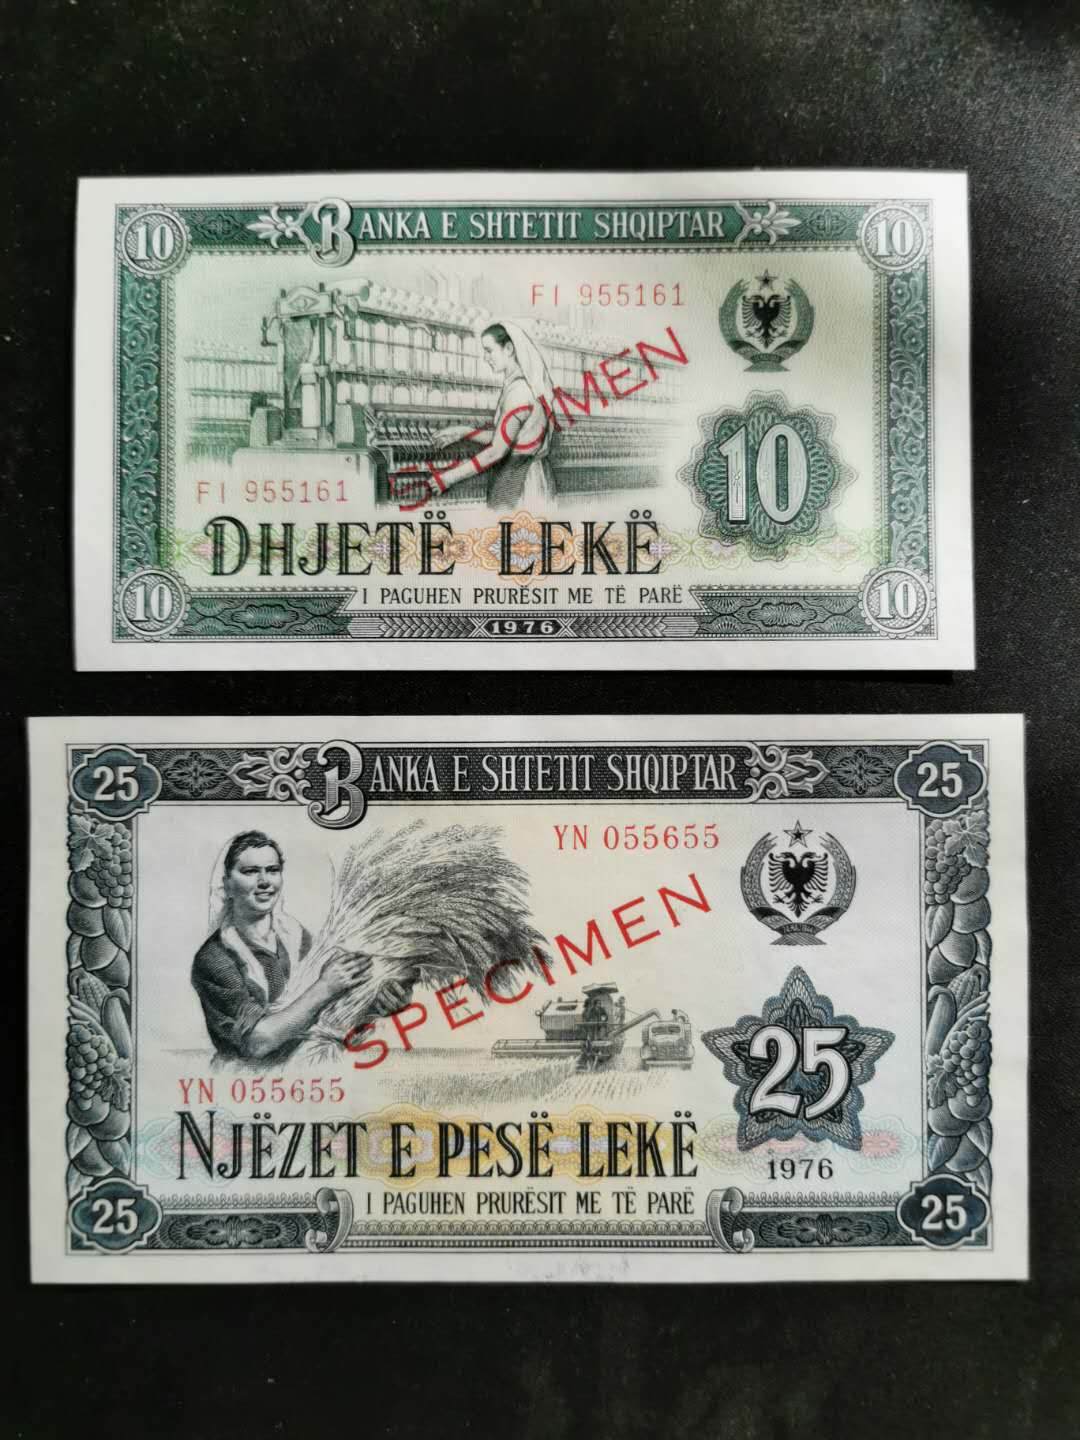 10 BANKA E SHTETIT SHQIPTAR 10
FI 955161
SPECIMEN
10
FI 955161
DHJETË LEKË
10 I PAGUHEN PRURËSIT ME TË PARË 10
1976
25 BANKA E SHTETIT SHQIPTAR 25
YN 055655
SPECIMEN
25
YN 055655
NJËZET E PESË LEKË
1976
I PAGUHEN PRURËSIT ME TË PARË
25 25